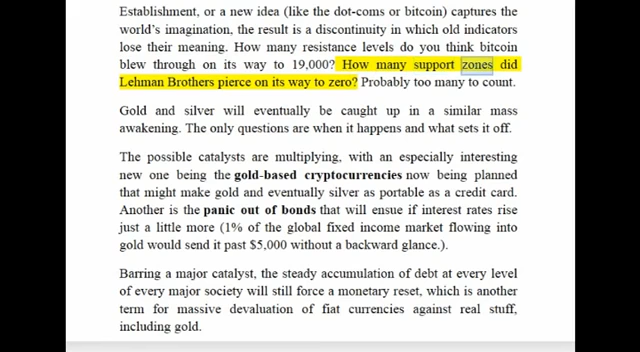 Establishment, or a new idea (like the dot-coms or bitcoin) captures the
world's imagination, the result is a discontinuity in which old indicators
lose their meaning. How many resistance levels do you think bitcoin
blew through on its way to 19,000? How many support zones did
Lehman Brothers pierce on its way to zero? Probably too many to count.
Gold and silver will eventually be caught up in a similar mass
awakening. The only questions are when it happens and what sets it off.
The possible catalysts are multiplying, with an especially interesting
new one being the gold-based cryptocurrencies now being planned
that might make gold and eventually silver as portable as a credit card.
Another is the panic out of bonds that will ensue if interest rates rise
just a little more (1% of the global fixed income market flowing into
gold would send it past $5,000 without a backward glance.).
Barring a major catalyst, the steady accumulation of debt at every level
of every major society will still force a monetary reset, which is another
term for massive devaluation of fiat currencies against real stuff,
including gold.